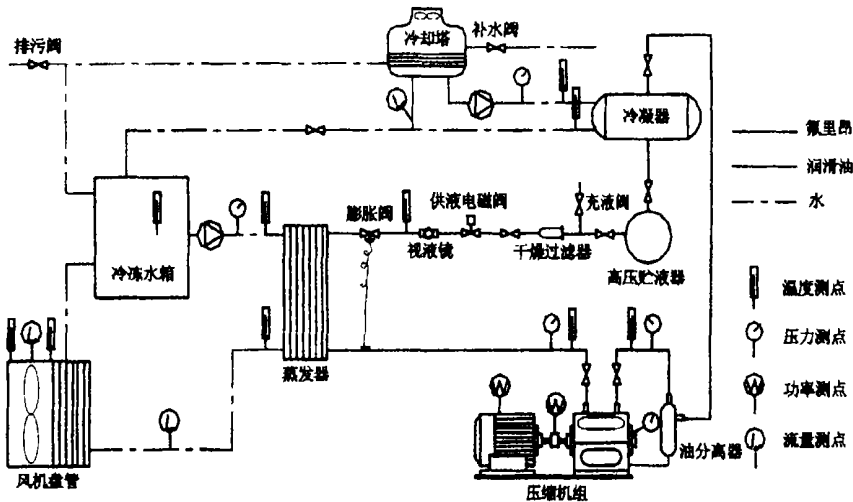 排污阀
冷却塔
补水阀
冷凝器
氟里昂
润滑油
水
膨胀阀
供液电磁阀
充液阀
视液镜
干燥过滤器
高压贮液器
冷冻水箱
温度测点
压力测点
蒸发器
功率测点
油分离器
流量测点
风机盘管
压缩机组